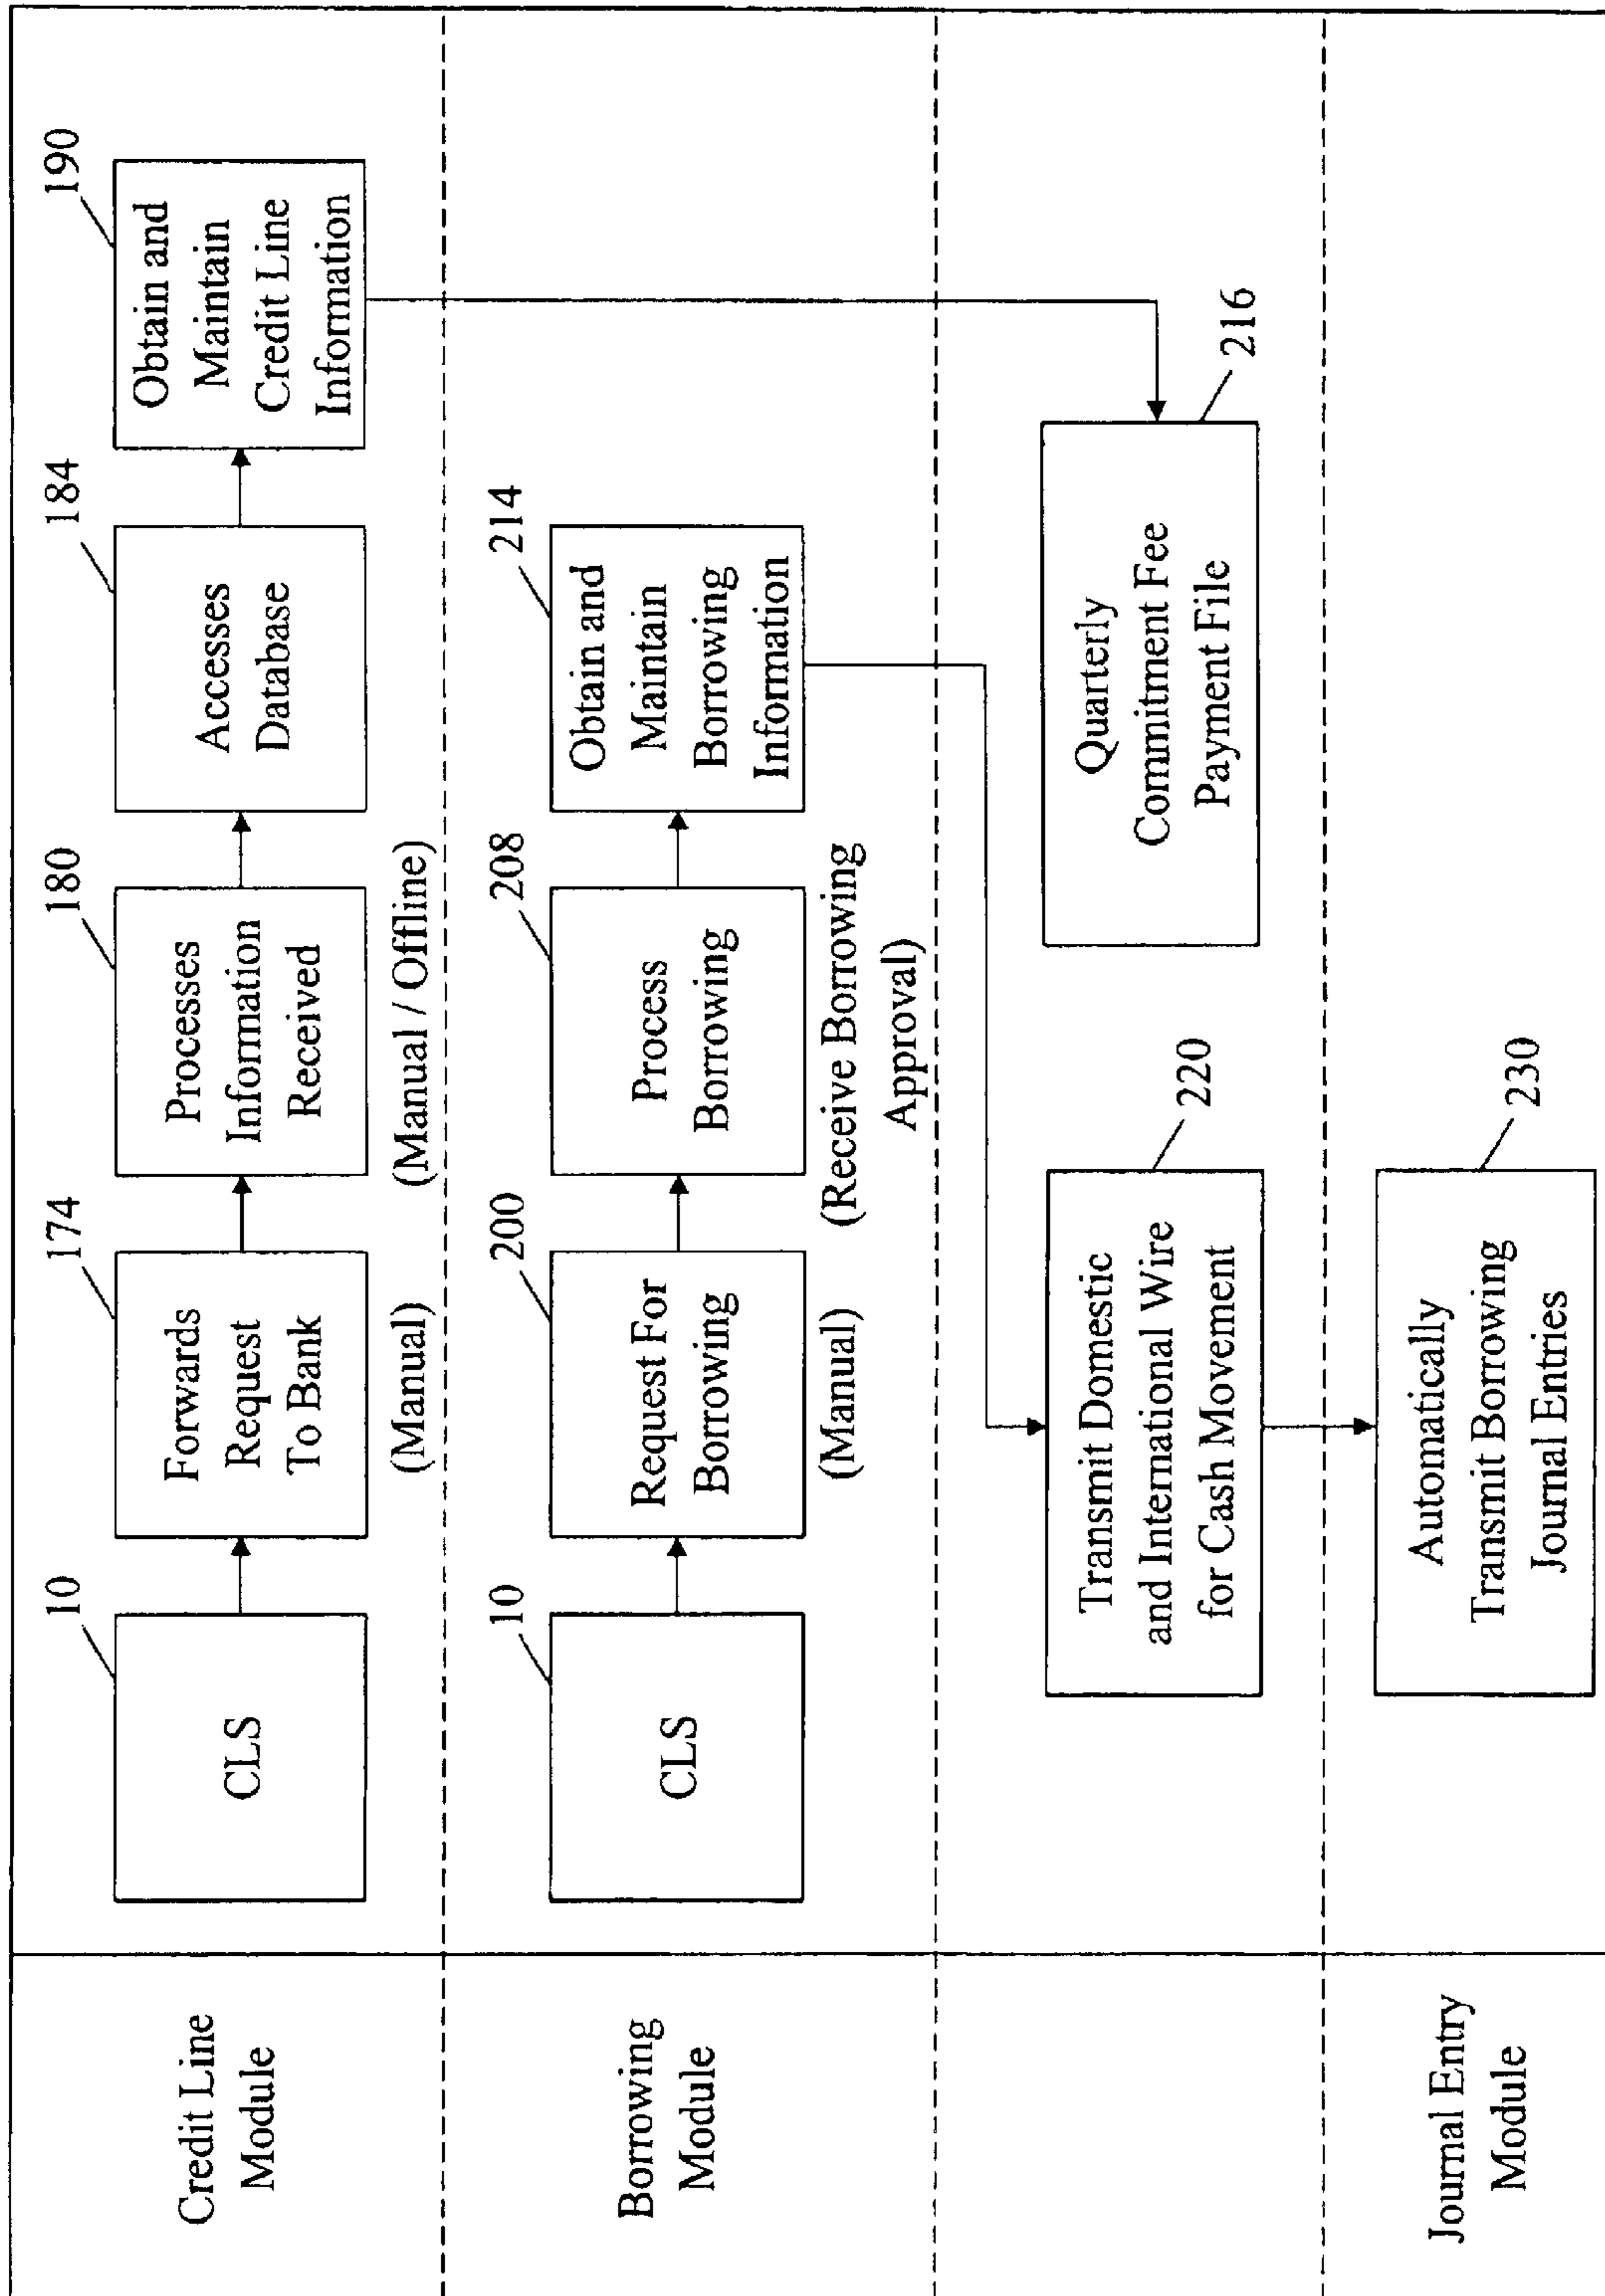 Credit Line
Module
10
CLS
174
Forwards
Request
To Bank
(Manual)
180
Processes
Information
Received
(Manual / Offline)
184
Accesses
Database
190
Obtain and
Maintain
Credit Line
Information
Borrowing
Module
10
CLS
200
Request For
Borrowing
(Manual)
208
Process
Borrowing
(Receive Borrowing
Approval)
214
Obtain and
Maintain
Borrowing
Information
220
Transmit Domestic
and International Wire
for Cash Movement
Quarterly
Commitment Fee
Payment File
216
Journal Entry
Module
230
Automatically
Transmit Borrowing
Journal Entries